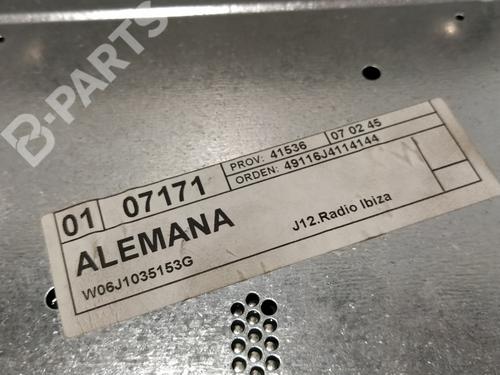 B-PARTS
01 07171 PROV: 41536 07 02 45
ORDEN: 49116J4114144
ALEMANA
J12.Radio Ibiza
W06J1035153G